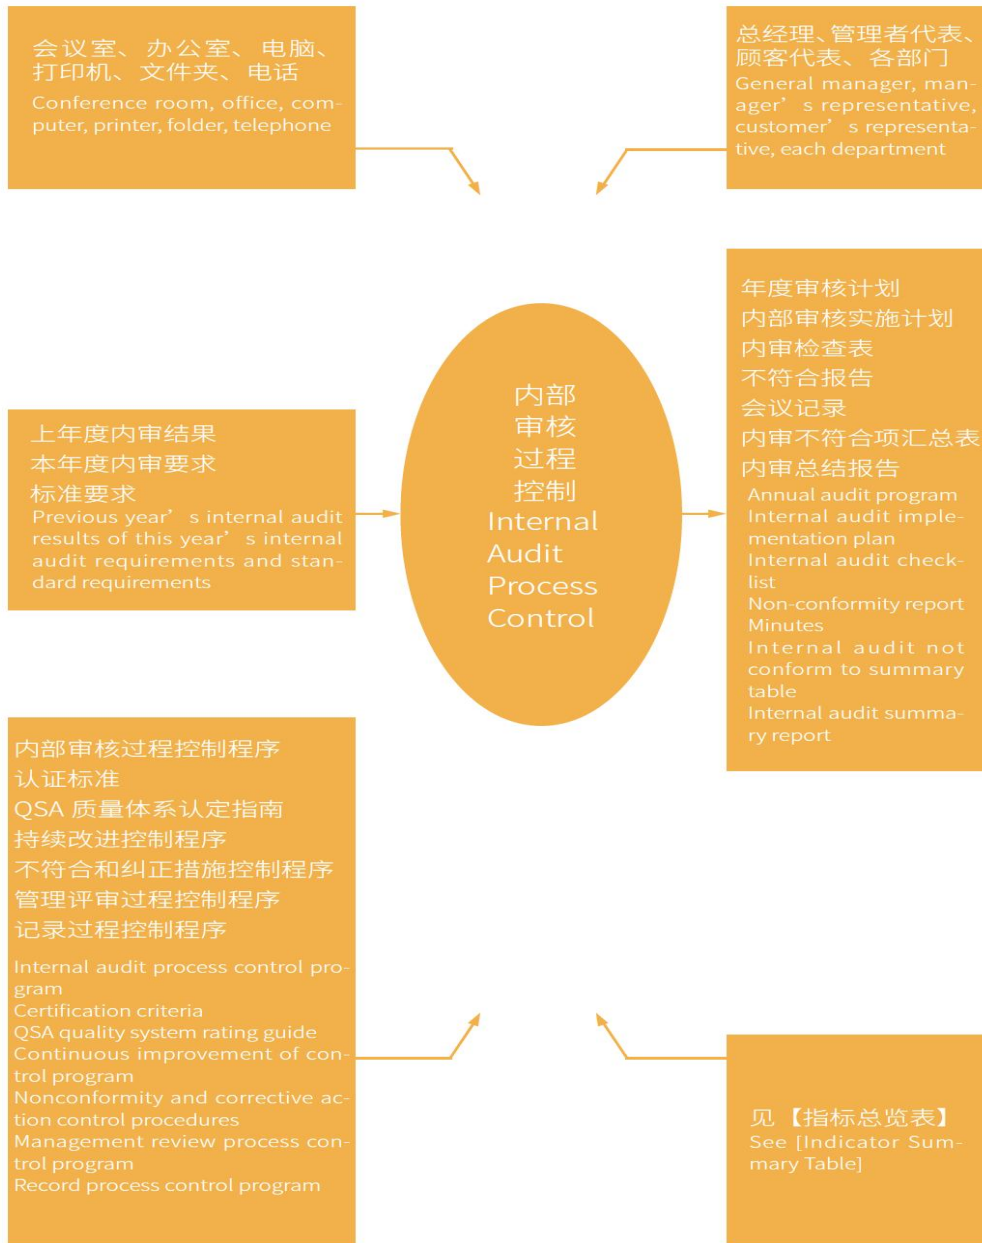 会议室、办公室、电脑、
打印机、文件夹、电话
Conference room, office, com-
puter, printer, folder, telephone
总经理、管理者代表、
顾客代表、各部门
General manager, man-
ager’s representative,
customer’s representa-
tive, each department
上年度内审结果
本年度内审要求
标准要求
Previous year’s internal audit
results of this year’s internal
audit requirements and stan-
dard requirements
内部
审核
过程
控制
Internal
Audit
Process
Control
年度审核计划
内部审核实施计划
内审检查表
不符合报告
会议记录
内审不符合项汇总表
内审总结报告
Annual audit program
Internal audit imple-
mentation plan
Internal audit check-
list
Non-conformity report
Minutes
Internal audit not
conform to summary
table
Internal audit summa-
ry report
内部审核过程控制程序
认证标准
QSA 质量体系认定指南
持续改进控制程序
不符合和纠正措施控制程序
管理评审过程控制程序
记录过程控制程序
Internal audit process control pro-
gram
Certification criteria
QSA quality system rating guide
Continuous improvement of con-
trol program
Nonconformity and corrective ac-
tion control procedures
Management review process con-
trol program
Record process control program
见【指标总览表】
See [Indicator Sum-
mary Table]